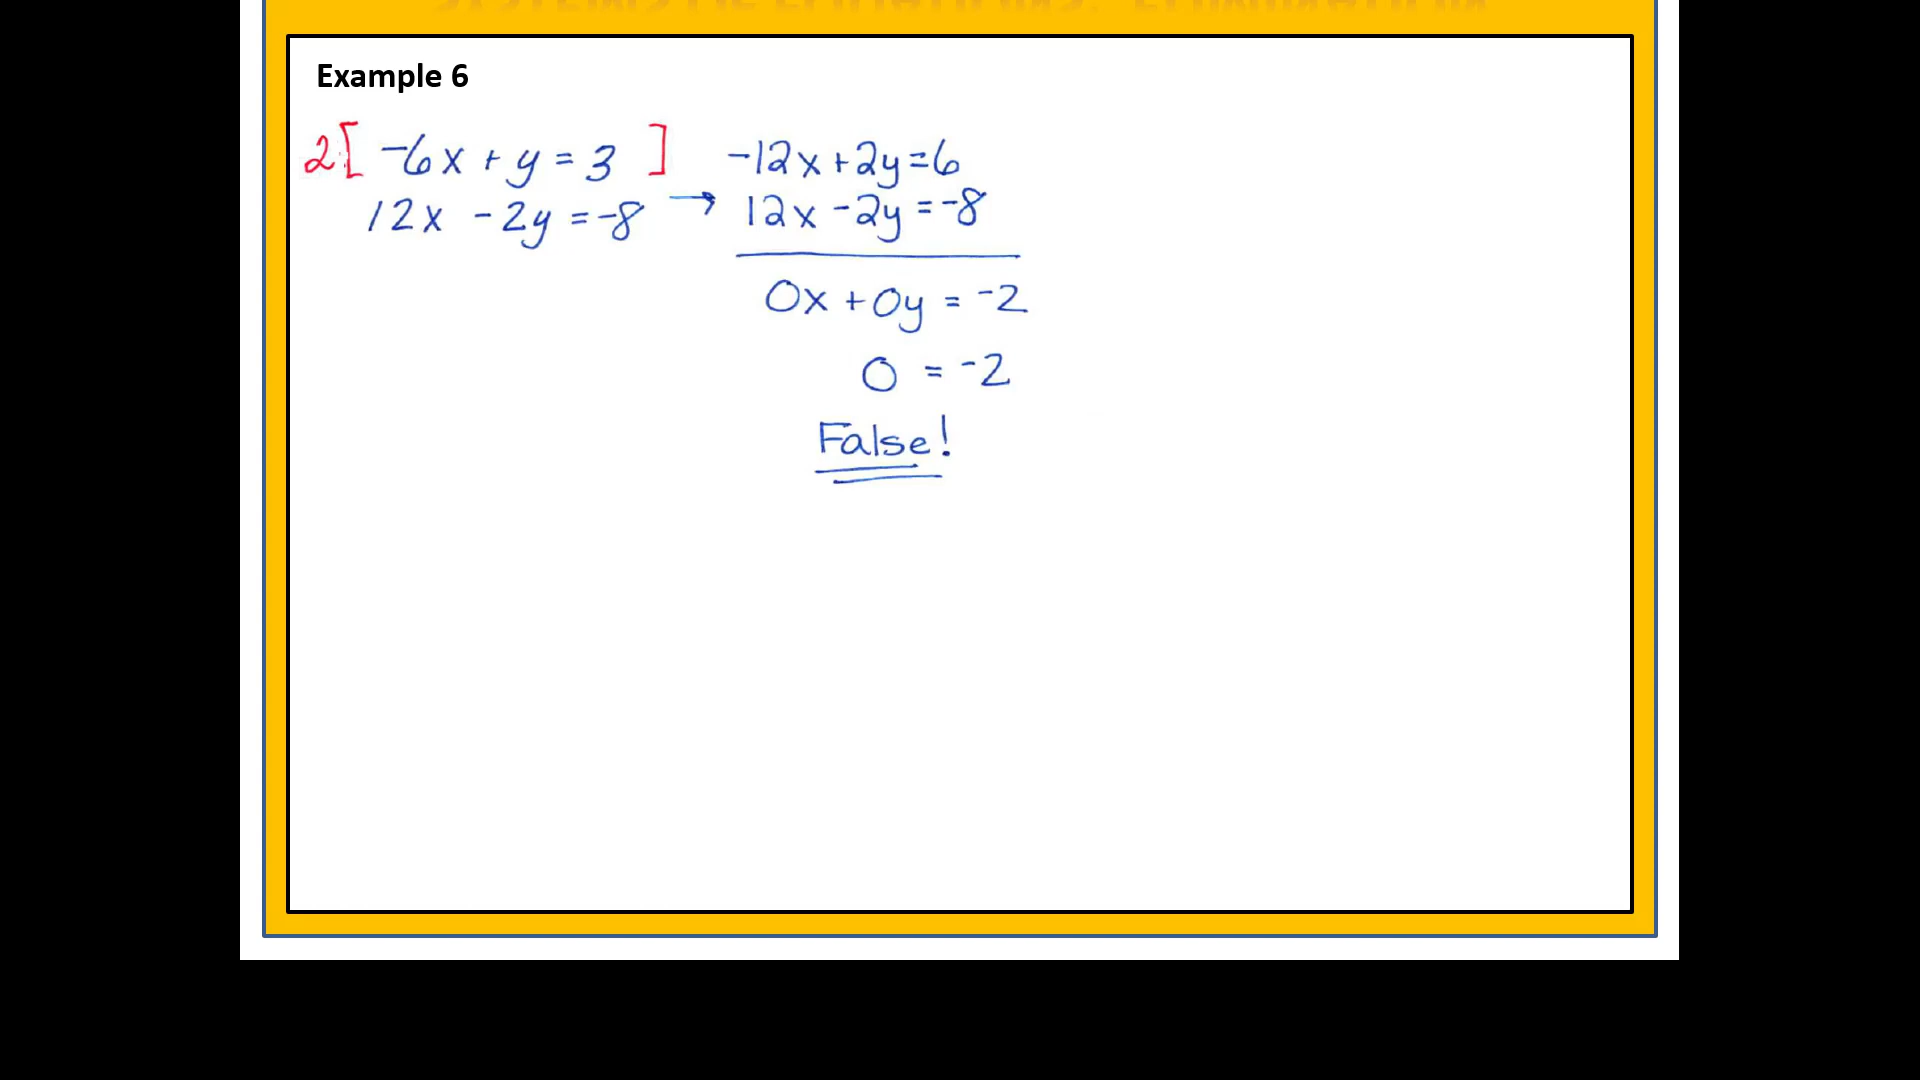 Example 6
2[ -6x + y = 3 ]
12x - 2y = -8
→
-12x + 2y = 6
12x - 2y = -8
0x + 0y = -2
0 = -2
False!